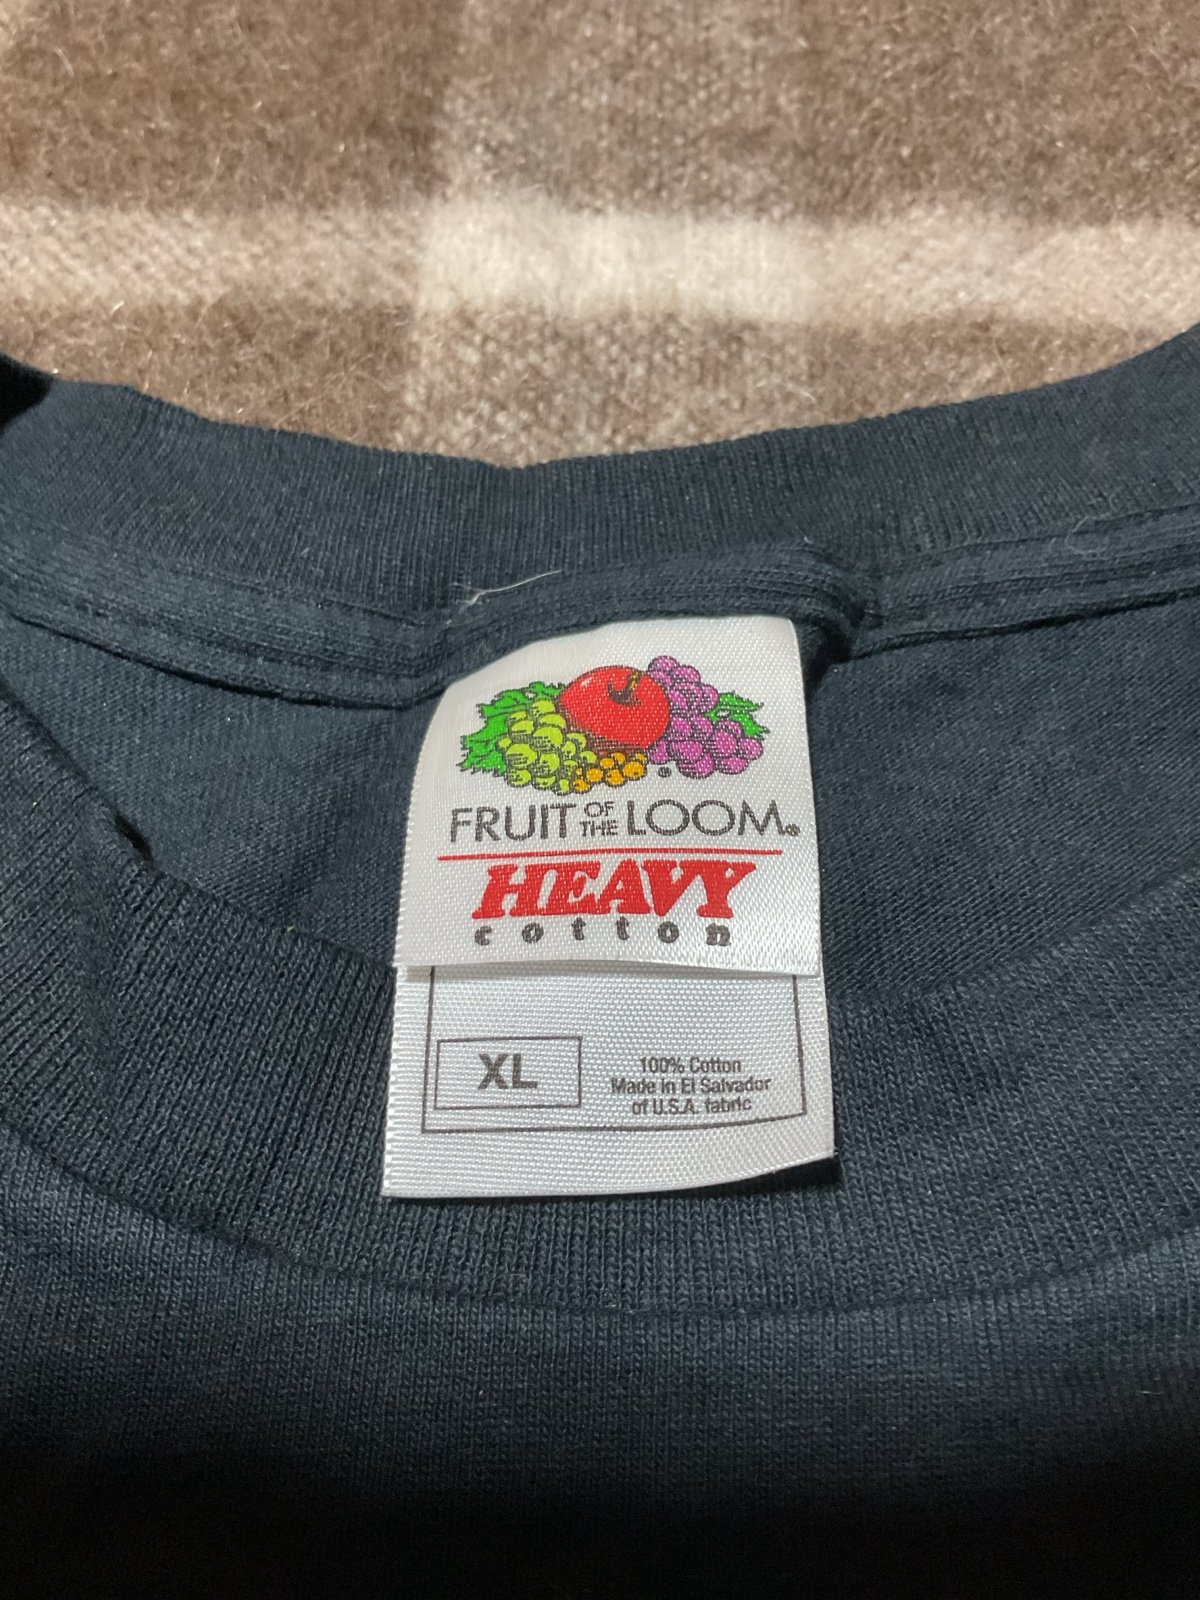 FRUIT OF THE LOOM®
HEAVY
cotton
XL
100% Cotton
Made in El Salvador
of U.S.A. fabric